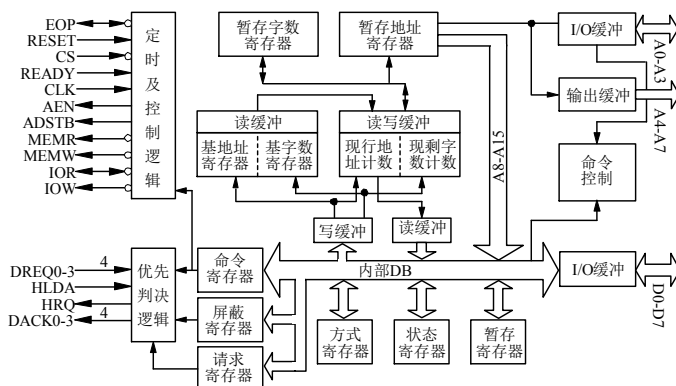 EOP
RESET
CS
READY
CLK
AEN
ADSTB
MEMR
MEMW
IOR
IOW
定时及控制逻辑
暂存字数
寄存器
暂存地址
寄存器
I/O缓冲
A0-A3
输出缓冲
A4-A7
读缓冲
基地址
寄存器
基字数
寄存器
读写缓冲
现行地
址计数
现剩字
数计数
A8-A15
命令
控制
写缓冲
读缓冲
DREQ0-3
4
HLDA
HRQ
DACK0-3
4
优先
判决
逻辑
命令
寄存器
屏蔽
寄存器
请求
寄存器
内部DB
I/O缓冲
D0-D7
方式
寄存器
状态
寄存器
暂存
寄存器